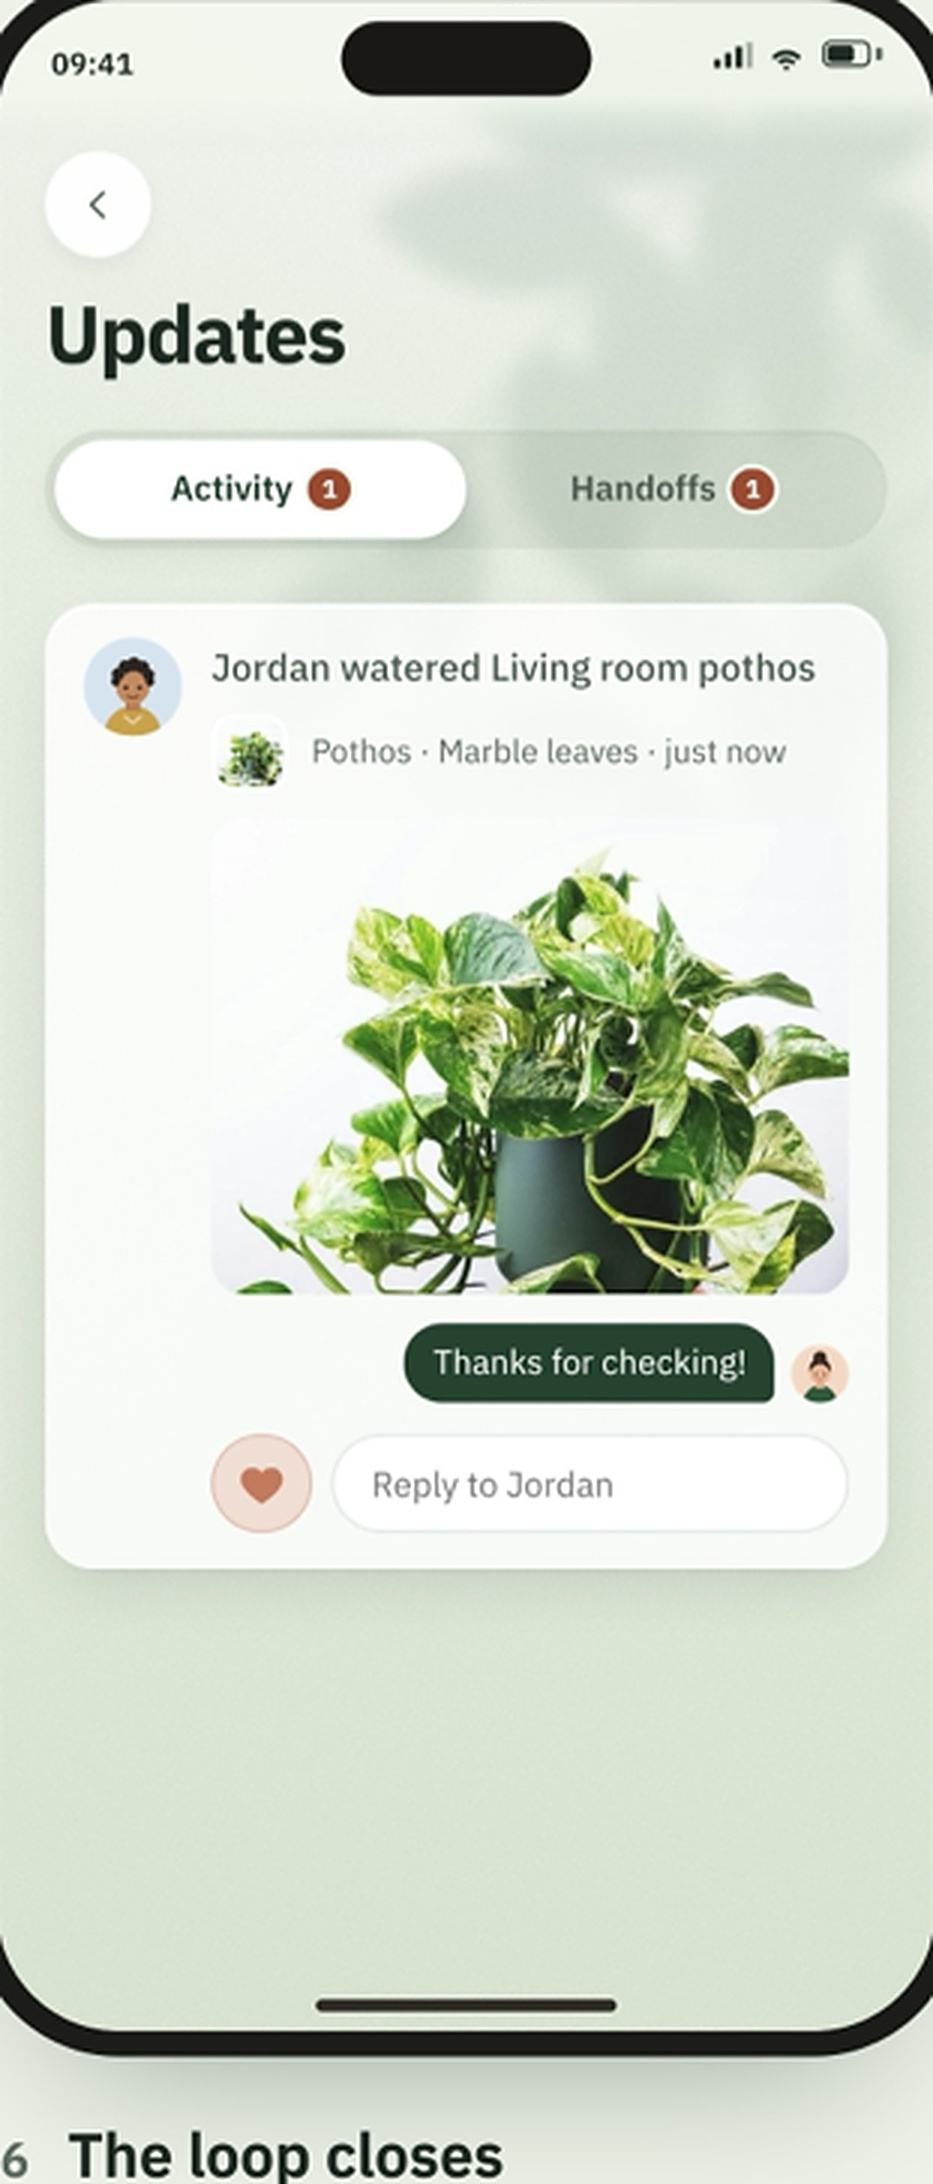 09:41
Updates
Activity 1 Handoffs 1
Jordan watered Living room pothos
Pothos · Marble leaves · just now
Thanks for checking!
Reply to Jordan
6 The loop closes